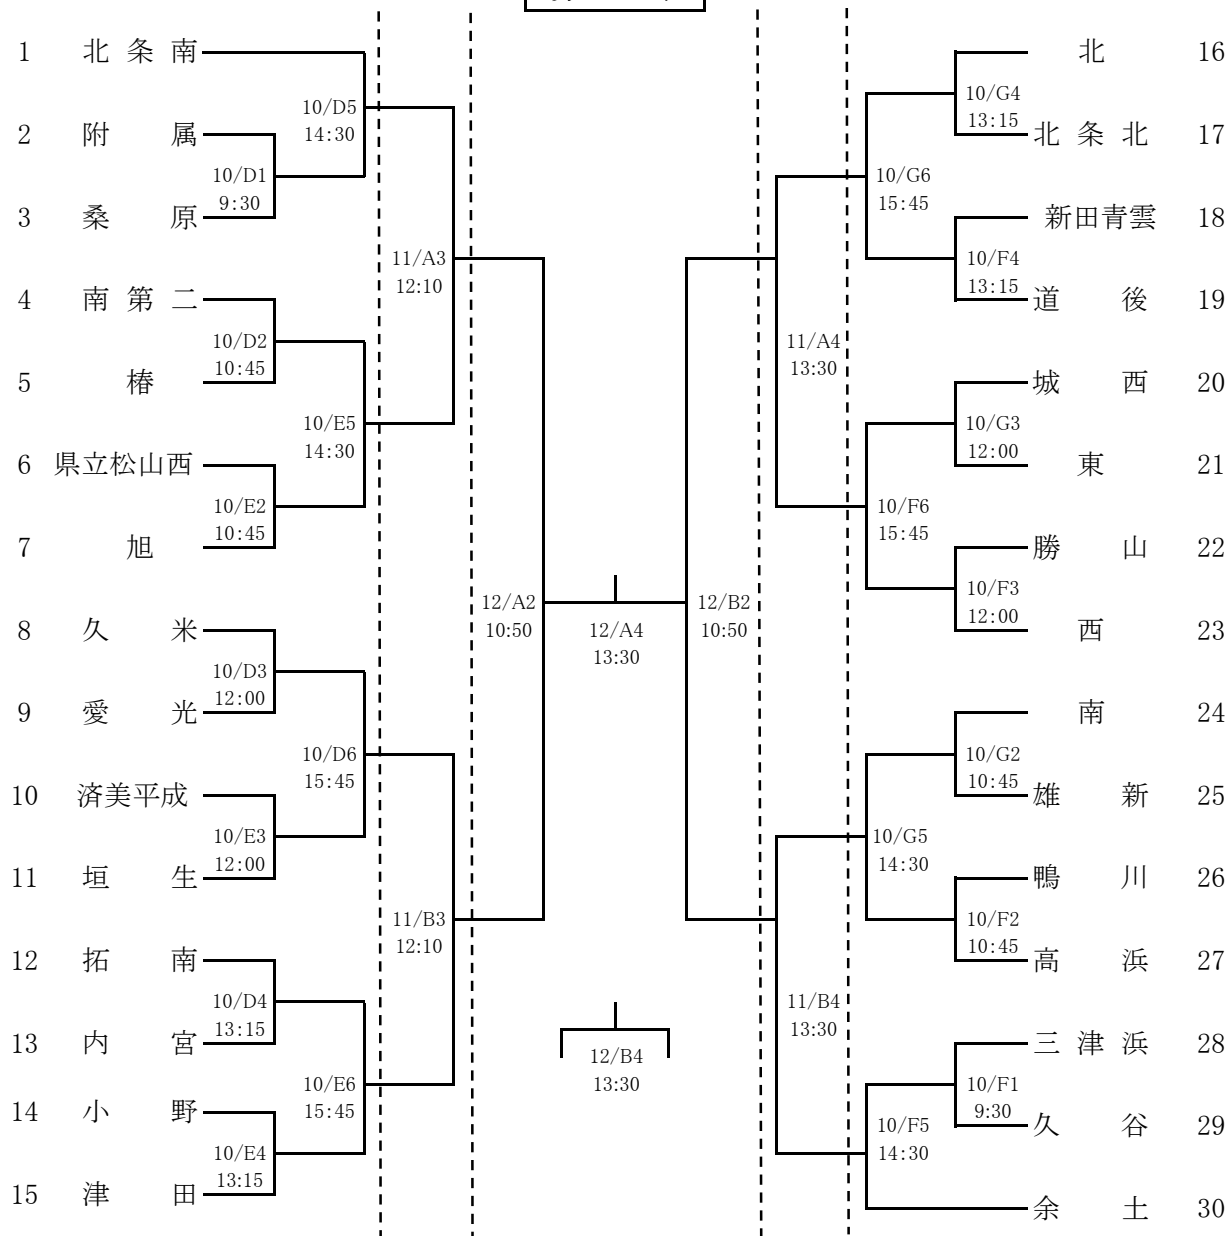 1 北条南
10/D5
14:30
2 附属
10/D1
9:30
3 桑原
11/A3
12:10
4 南第二
10/D2
10:45
5 椿
10/E5
14:30
6 県立松山西
10/E2
10:45
7 旭
12/A2
10:50
8 久米
10/D3
12:00
9 愛光
10/D6
15:45
10 済美平成
10/E3
12:00
11 垣生
11/B3
12:10
12 拓南
10/D4
13:15
13 内宮
10/E6
15:45
14 小野
10/E4
13:15
15 津田
12/A4
13:30
12/B4
13:30
北 16
10/G4
13:15
北条北 17
10/G6
15:45
新田青雲 18
10/F4
13:15
道後 19
11/A4
13:30
城西 20
10/G3
12:00
東 21
10/F6
15:45
勝山 22
10/F3
12:00
西 23
12/B2
10:50
南 24
10/G2
10:45
雄新 25
10/G5
14:30
鴨川 26
10/F2
10:45
高浜 27
11/B4
13:30
三津浜 28
10/F1
9:30
久谷 29
10/F5
14:30
余土 30